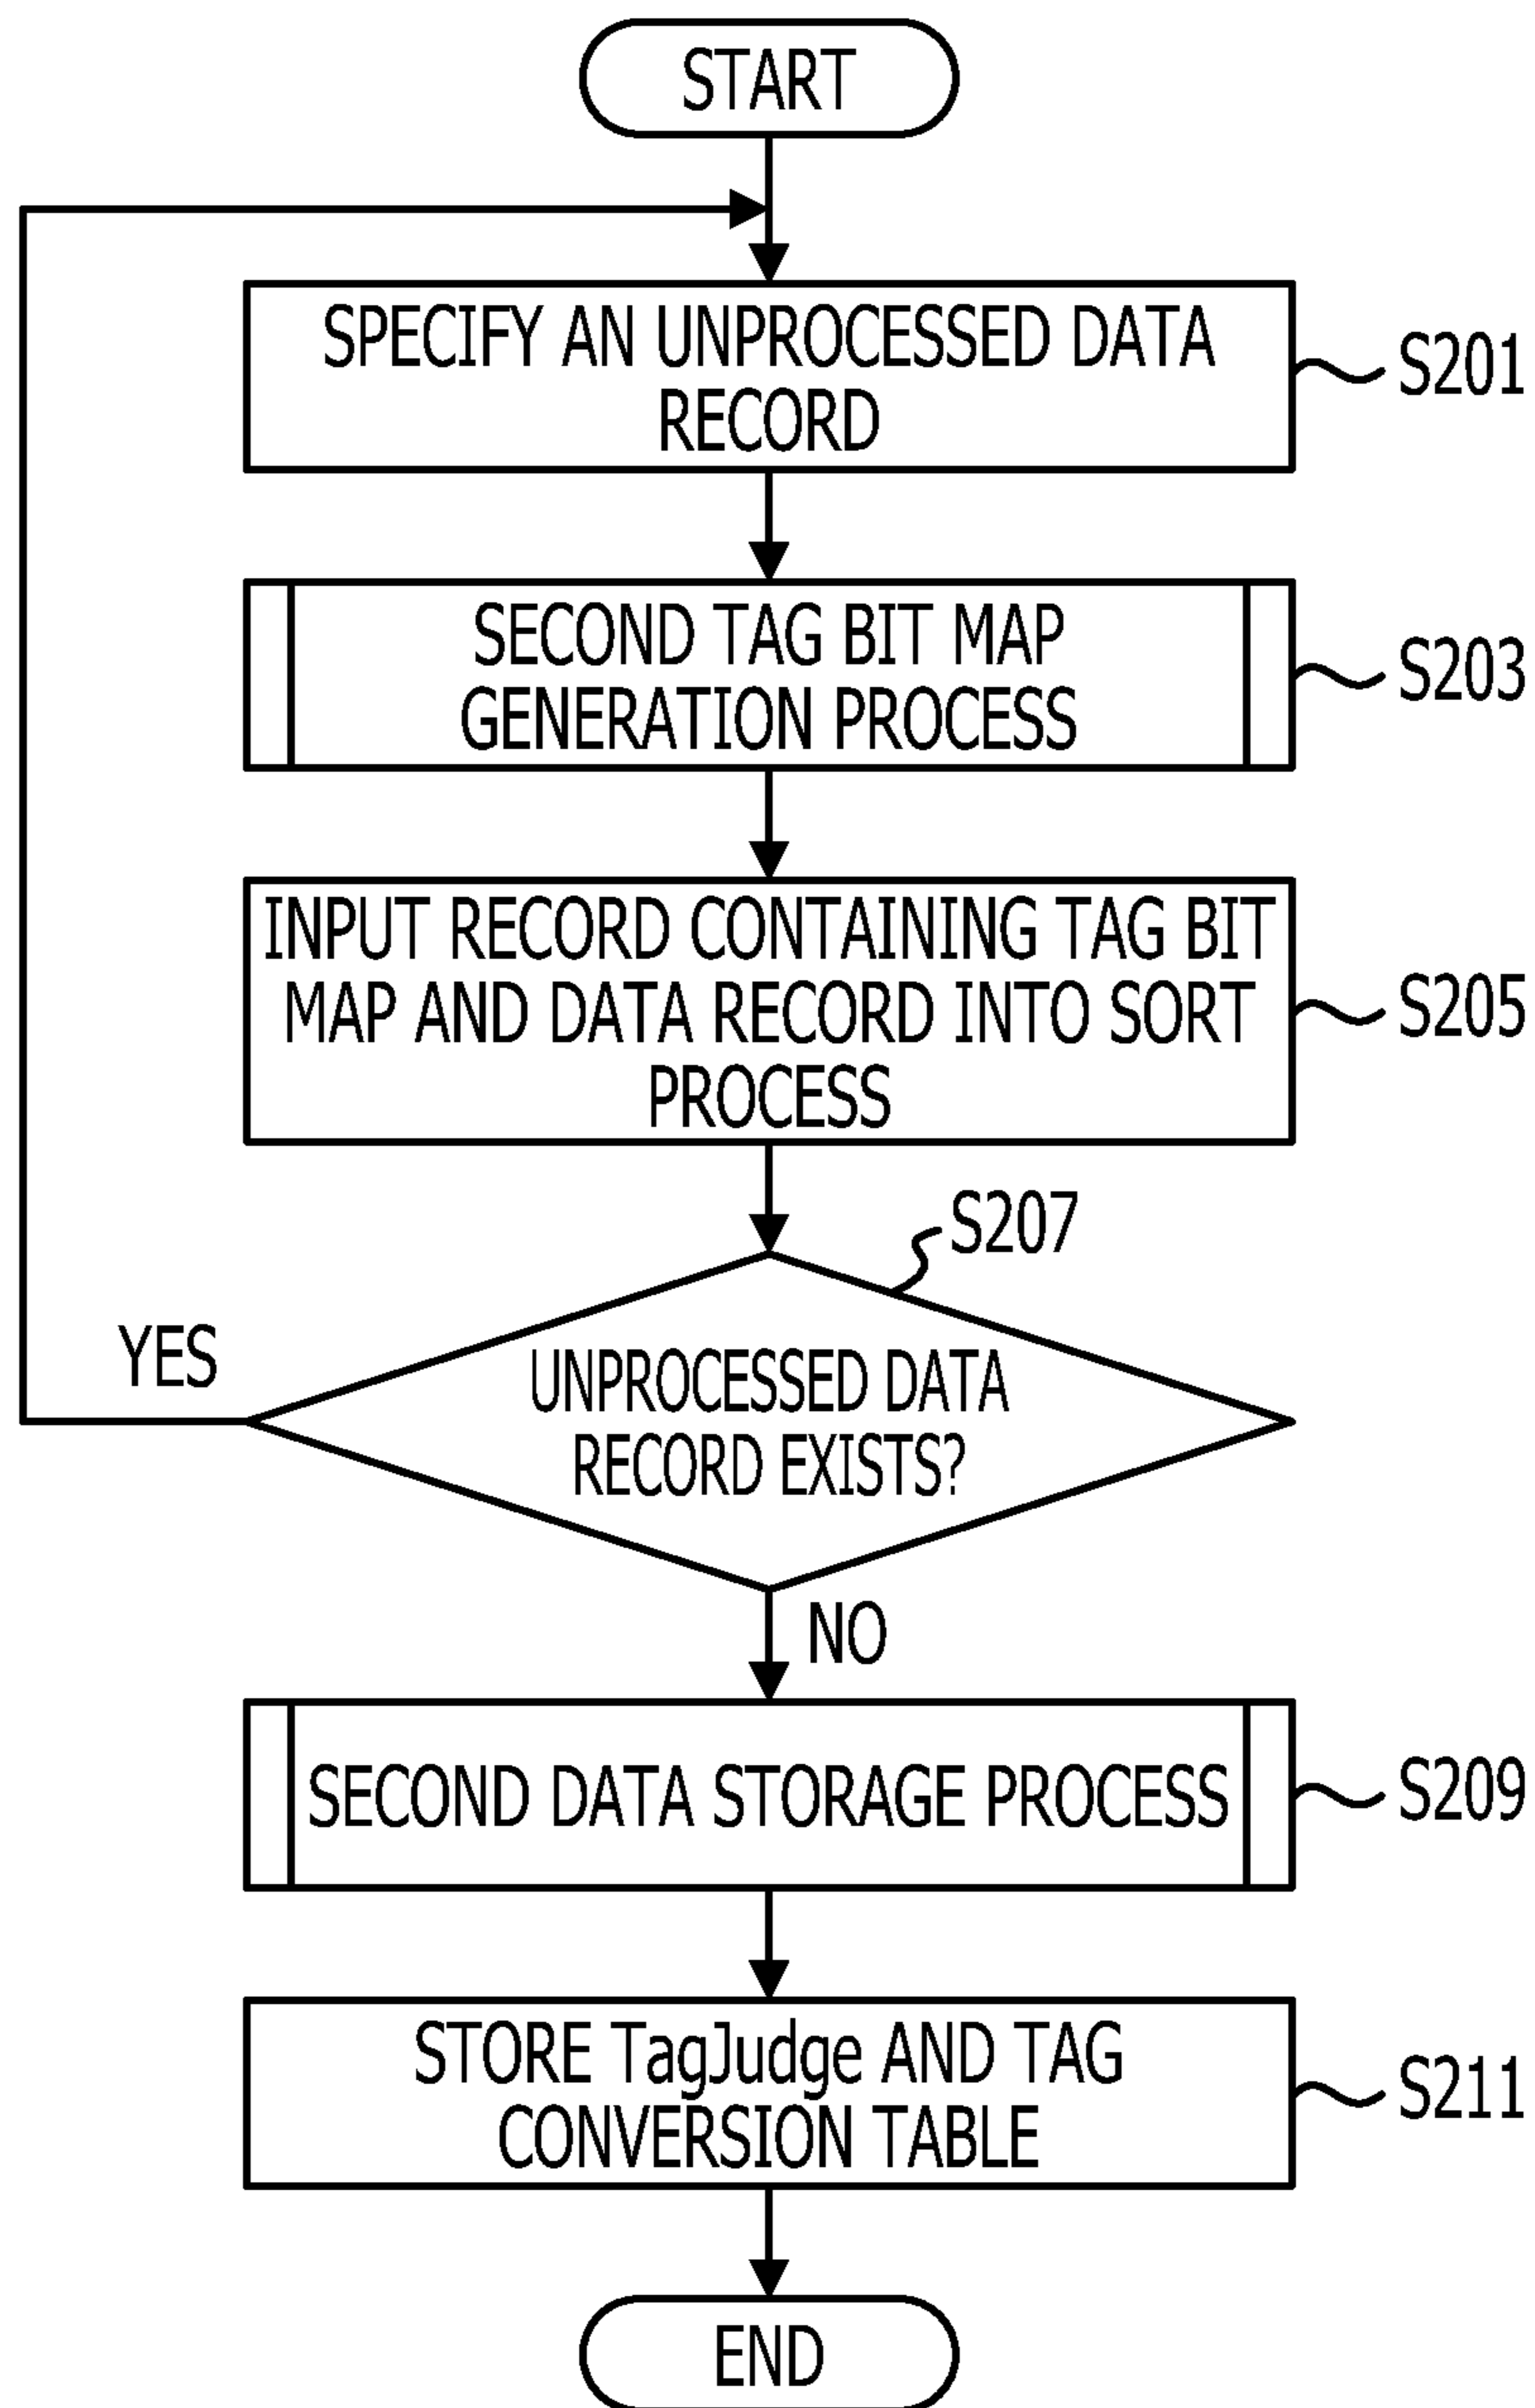 START
SPECIFY AN UNPROCESSED DATA
RECORD
S201
SECOND TAG BIT MAP
GENERATION PROCESS
S203
INPUT RECORD CONTAINING TAG BIT
MAP AND DATA RECORD INTO SORT
PROCESS
S205
S207
YES
UNPROCESSED DATA
RECORD EXISTS?
NO
SECOND DATA STORAGE PROCESS
S209
STORE TagJudge AND TAG
CONVERSION TABLE
S211
END